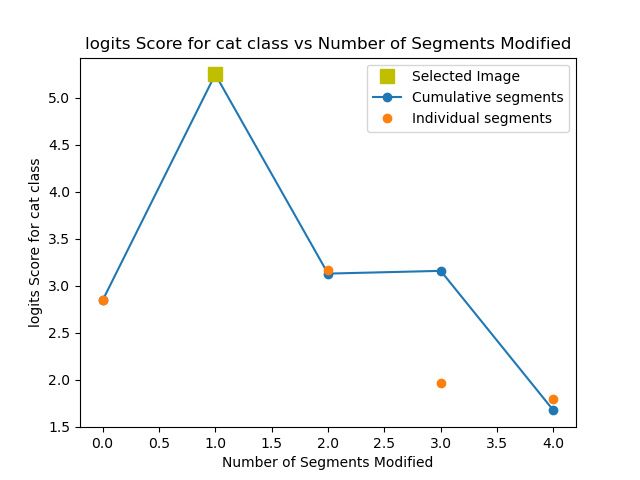 logits Score for cat class vs Number of Segments Modified
Selected Image
Cumulative segments
Individual segments
logits Score for cat class
5.0
4.5
4.0
3.5
3.0
2.5
2.0
1.5
0.0 0.5 1.0 1.5 2.0 2.5 3.0 3.5 4.0
Number of Segments Modified